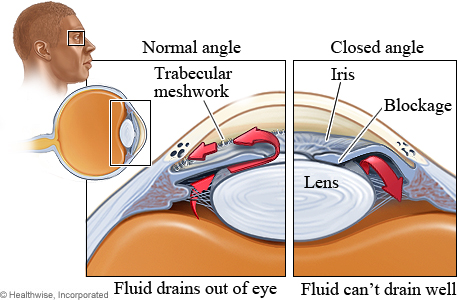 Normal angle
Closed angle
Trabecular
meshwork
Iris
Blockage
Lens
© Healthwise, Incorporated
Fluid drains out of eye
Fluid can't drain well